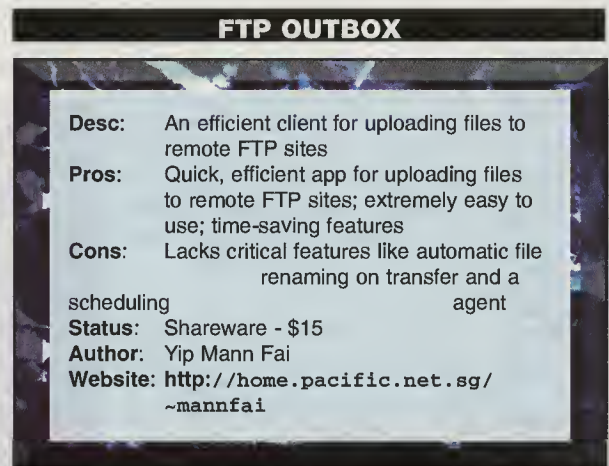 FTP OUTBOX
Desc: An efficient client for uploading files to
remote FTP sites
Pros: Quick, efficient app for uploading files
to remote FTP sites; extremely easy to
use; time-saving features
Cons: Lacks critical features like automatic file
renaming on transfer and a
scheduling agent
Status: Shareware - $15
Author: Yip Mann Fai
Website: http://home.pacific.net.sg/
~mannfai